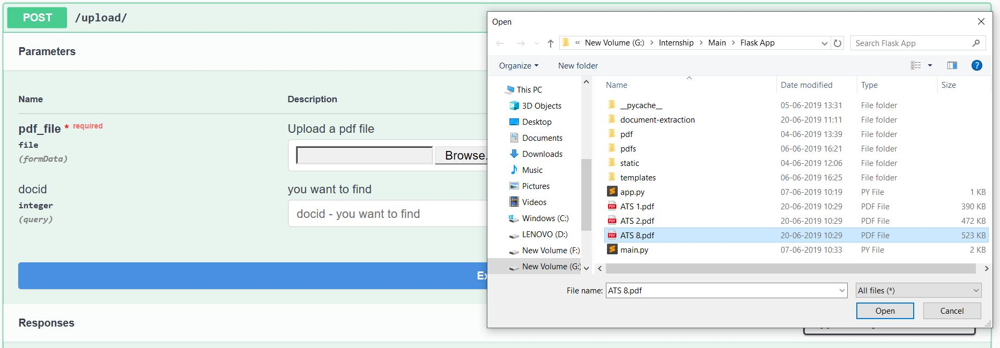 POST /upload/
Parameters
Name Description
pdf_file * required
file
(formData)
Upload a pdf file
Browse.
docid
integer
(query)
you want to find
docid - you want to find
Responses
Open
« New Volume (G:) > Internship > Main > Flask App
Search Flask App
Organize New folder
This PC
3D Objects
Desktop
Documents
Downloads
Music
Pictures
Videos
Windows (C:)
LENOVO (D:)
New Volume (F:)
New Volume (G:)
Name Date modified Type Size
__pycache__ 05-06-2019 13:31 File folder
document-extraction 20-06-2019 11:11 File folder
pdf 04-06-2019 13:39 File folder
pdfs 06-06-2019 16:21 File folder
static 04-06-2019 12:06 File folder
templates 06-06-2019 16:25 File folder
app.py 07-06-2019 10:19 PY File 1 KB
ATS 1.pdf 20-06-2019 10:29 PDF File 390 KB
ATS 2.pdf 20-06-2019 10:29 PDF File 472 KB
ATS 8.pdf 20-06-2019 10:29 PDF File 523 KB
main.py 07-06-2019 10:33 PY File 2 KB
File name: ATS 8.pdf All files (*)
Open Cancel